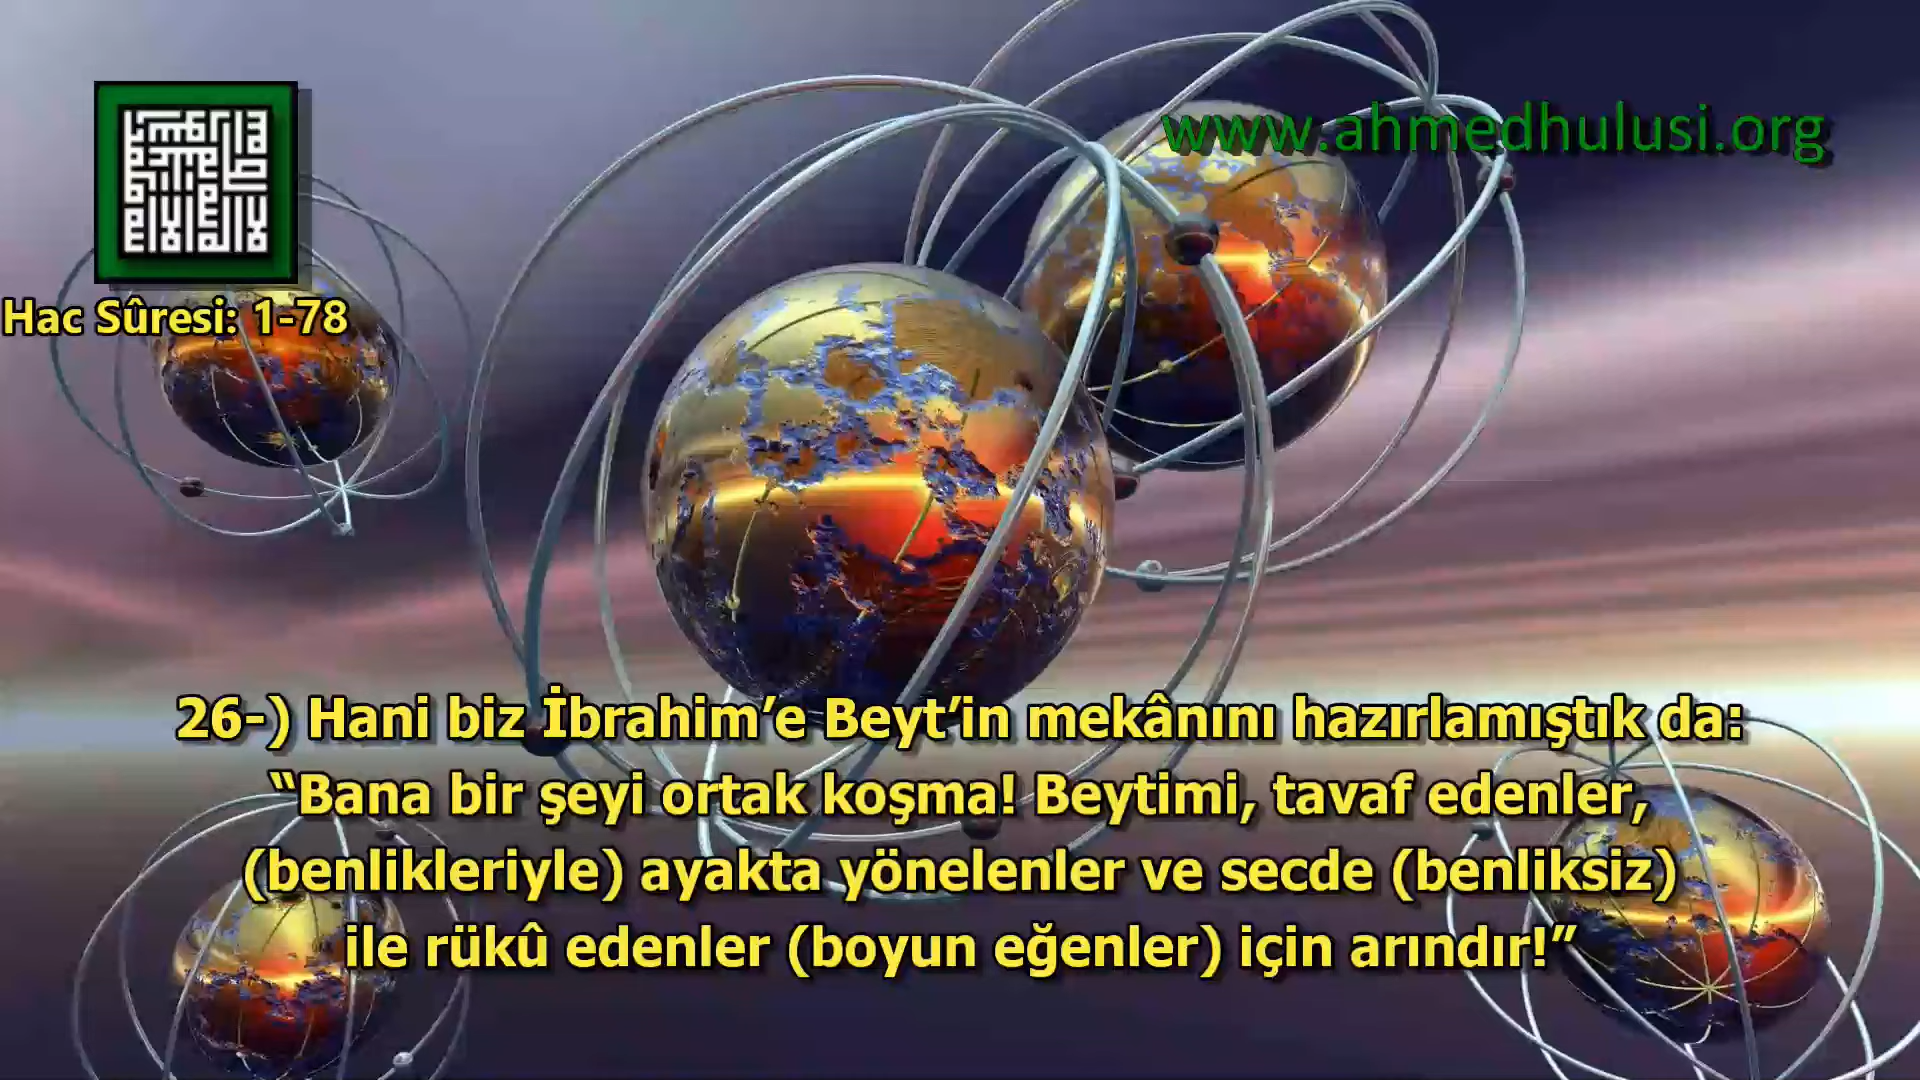 www.ahmedhulusi.org
Hac Sûresi: 1-78
26-) Hani biz İbrahim’e Beyt’in mekânını hazırlamıştık da:
“Bana bir şeyi ortak koşma! Beytimi, tavaf edenler,
(benlikleriyle) ayakta yönelenler ve secde (benliksiz)
ile rükû edenler (boyun eğenler) için arındır!”